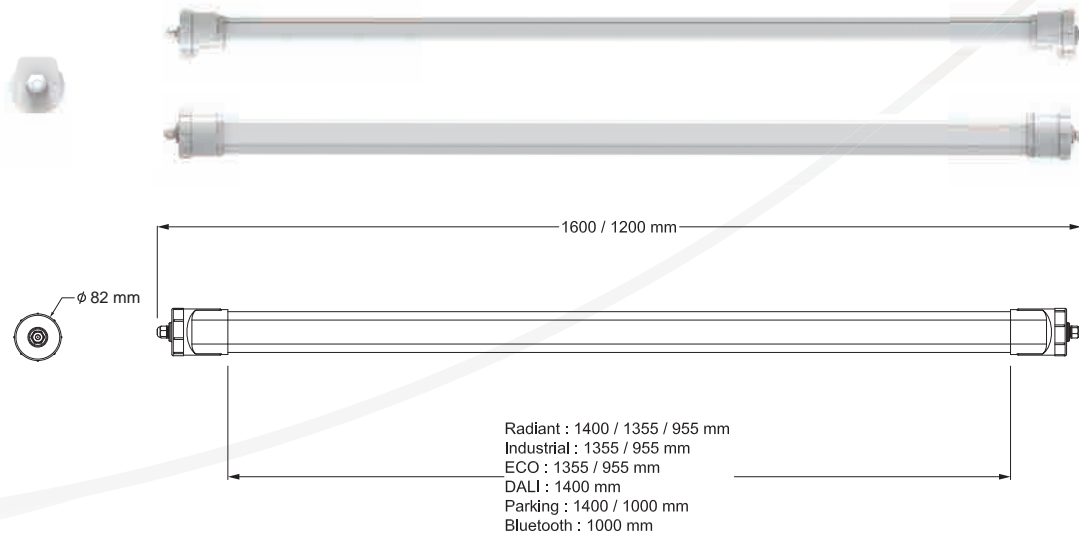 1600 / 1200 mm
ϕ 82 mm
Radiant : 1400 / 1355 / 955 mm
Industrial : 1355 / 955 mm
ECO : 1355 / 955 mm
DALI : 1400 mm
Parking : 1400 / 1000 mm
Bluetooth : 1000 mm